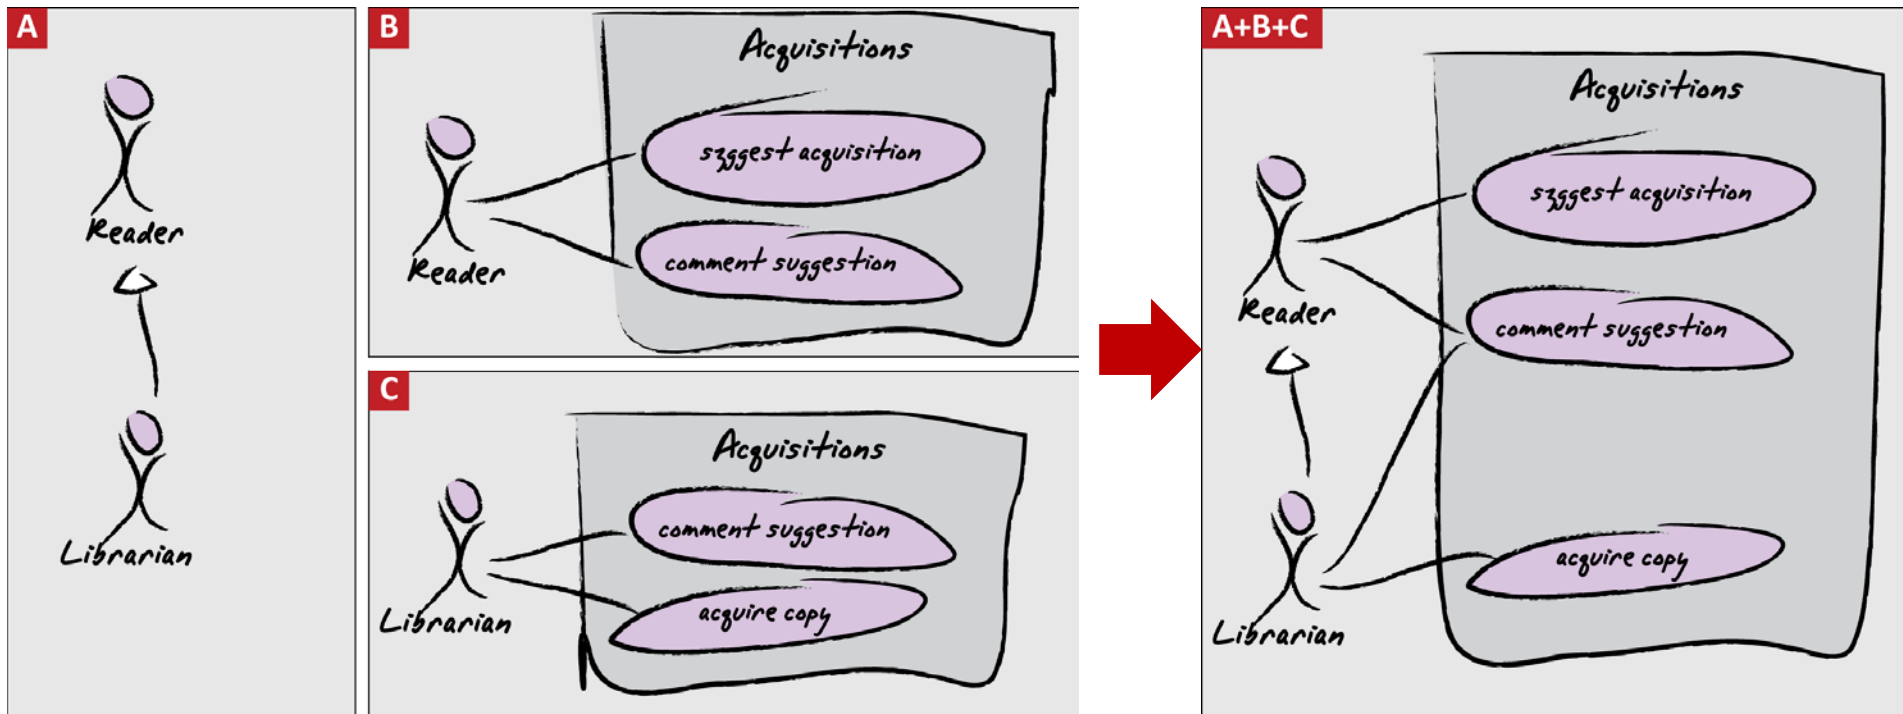 A
Reader
Librarian
B
Acquisitions
szggest acquisition
comment suggestion
Reader
C
Acquisitions
comment suggestion
acquire copy
Librarian
A+B+C
Acquisitions
szggest acquisition
Reader
comment suggestion
acquire copy
Librarian